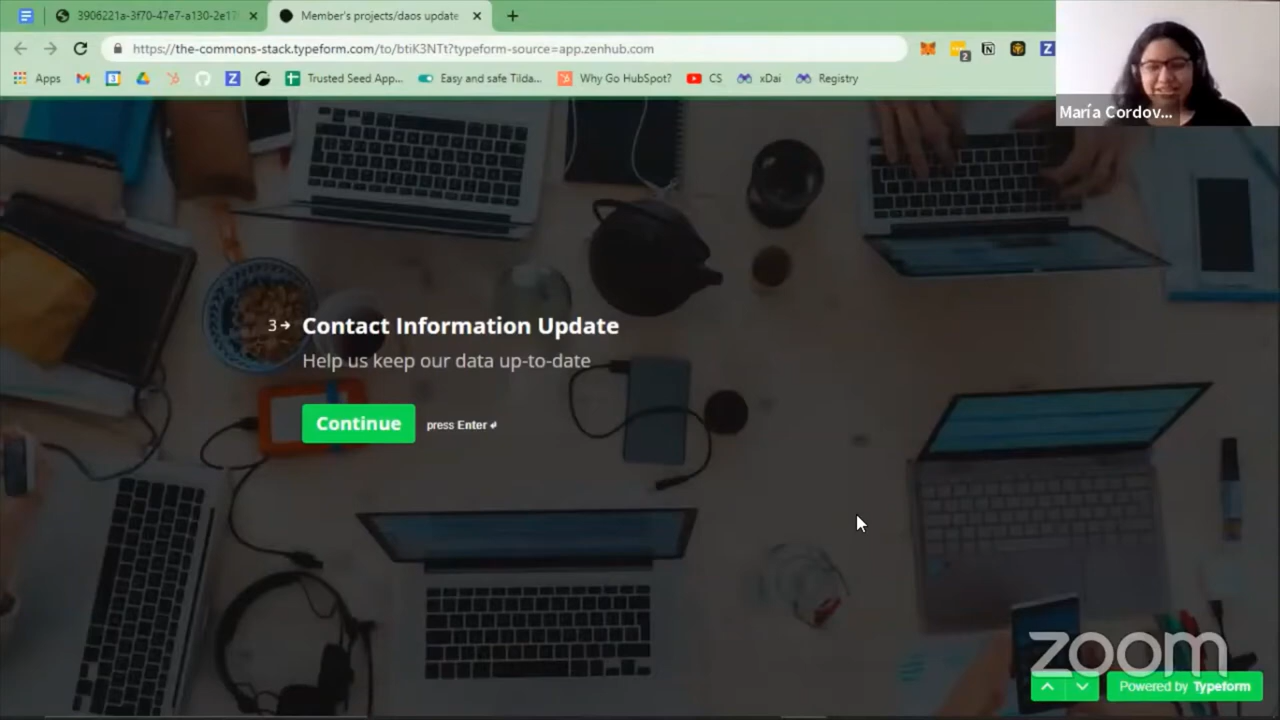 3906221a-3f70-47e7-a130-2e17
Member's projects/daos update
https://the-commons-stack.typeform.com/to/btiK3NTt?typeform-source=app.zenhub.com
2
Apps
Trusted Seed App...
Easy and safe Tilda...
Why Go HubSpot?
CS
xDai
Registry
María Cordov...
3 Contact Information Update
Help us keep our data up-to-date
Continue
press Enter
zoom
Powered by Typeform